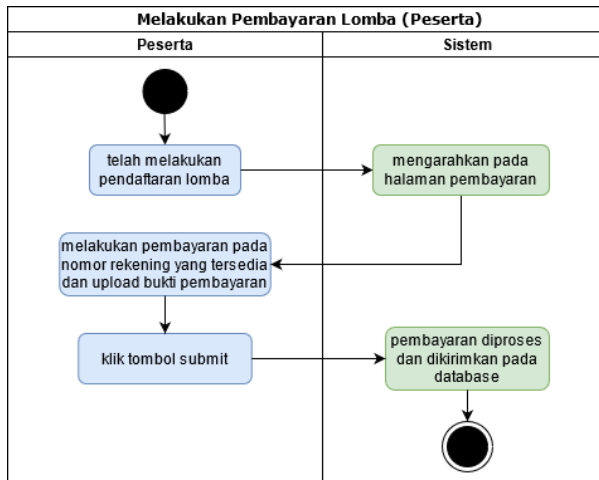 Melakukan Pembayaran Lomba (Peserta)
Peserta
Sistem
telah melakukan
pendaftaran lomba
mengarahkan pada
halaman pembayaran
melakukan pembayaran pada
nomor rekening yang tersedia
dan upload bukti pembayaran
klik tombol submit
pembayaran diproses
dan dikirimkan pada
database